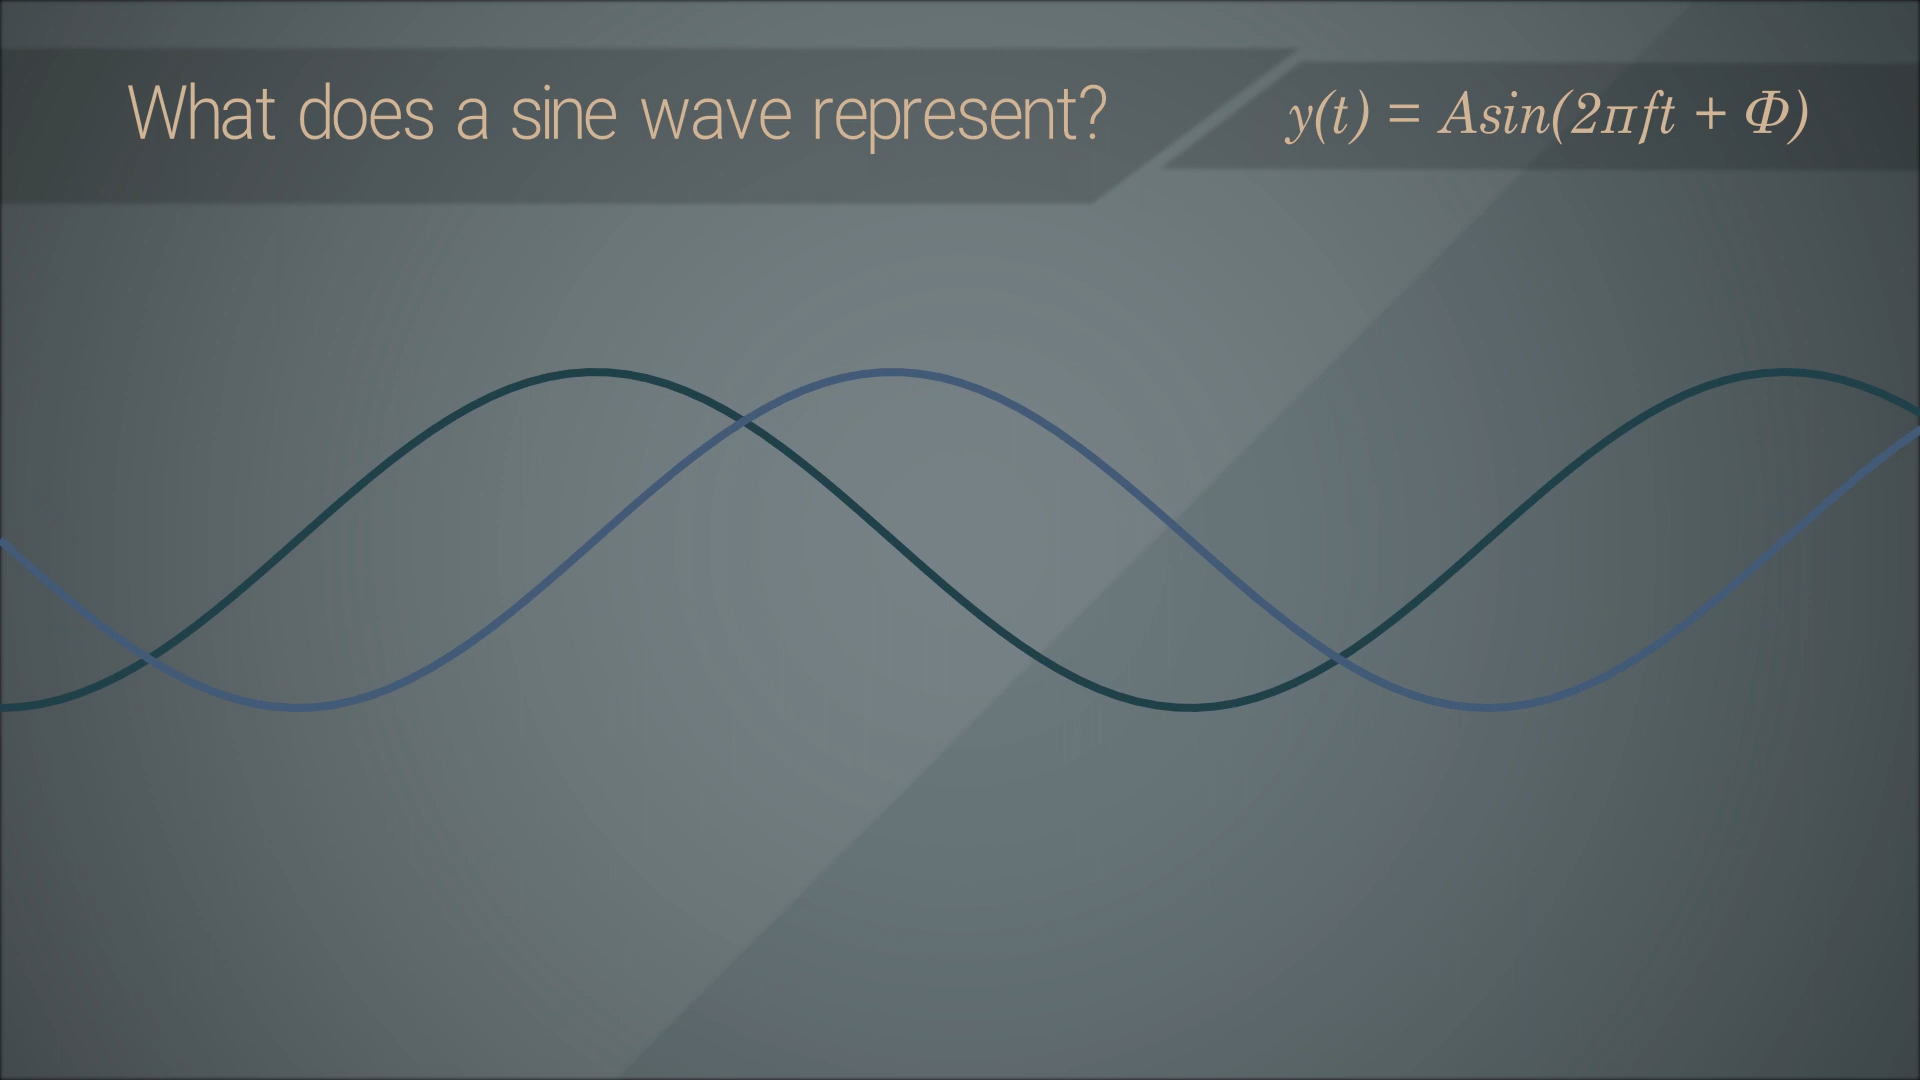 What does a sine wave represent?
y(t) = Asin(2πft + Φ)